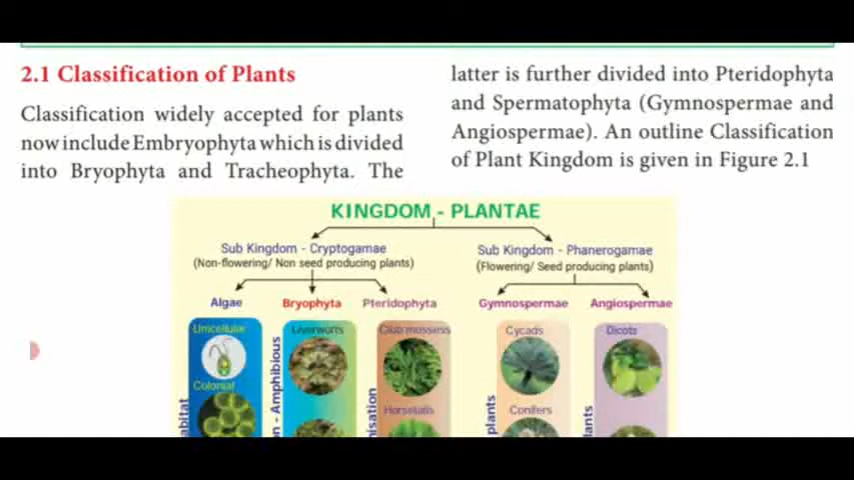 2.1 Classification of Plants
Classification widely accepted for plants
now include Embryophyta which is divided
into Bryophyta and Tracheophyta. The
latter is further divided into Pteridophyta
and Spermatophyta (Gymnospermae and
Angiospermae). An outline Classification
of Plant Kingdom is given in Figure 2.1
KINGDOM - PLANTAE
Sub Kingdom - Cryptogamae
(Non-flowering/ Non seed producing plants)
Sub Kingdom - Phanerogamae
(Flowering/ Seed producing plants)
Algae
Bryophyta
Pteridophyta
Gymnospermae
Angiospermae
Unicellular
Colonial
Liverworts
- Amphibious
Club mosses
Horsetails
Cycads
Conifers
plants
Dicots